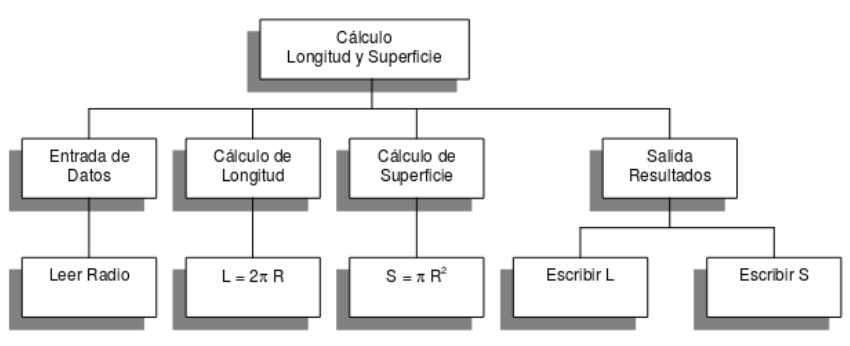 Cálculo
Longitud y Superficie
Entrada de
Datos
Cálculo de
Longitud
Cálculo de
Superficie
Salida
Resultados
Leer Radio
L = 2π R
S = π R²
Escribir L
Escribir S